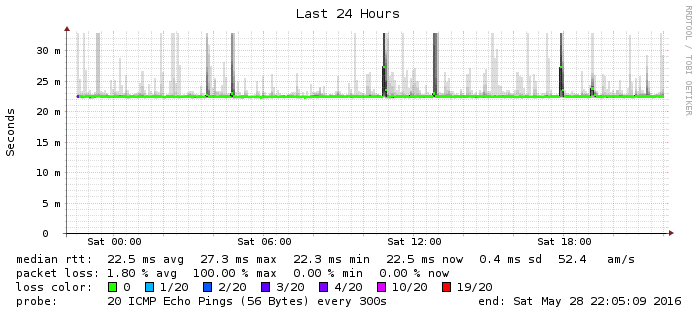 Last 24 Hours
RRDTOOL / TOBI OETIKER
Seconds
30 m
25 m
20 m
15 m
10 m
5 m
0
Sat 00:00 Sat 06:00 Sat 12:00 Sat 18:00
median rtt: 22.5 ms avg 27.3 ms max 22.3 ms min 22.5 ms now 0.4 ms sd 52.4 am/s
packet loss: 1.80 % avg 100.00 % max 0.00 % min 0.00 % now
loss color: 0 1/20 2/20 3/20 4/20 10/20 19/20
probe: 20 ICMP Echo Pings (56 Bytes) every 300s end: Sat May 28 22:05:09 2016